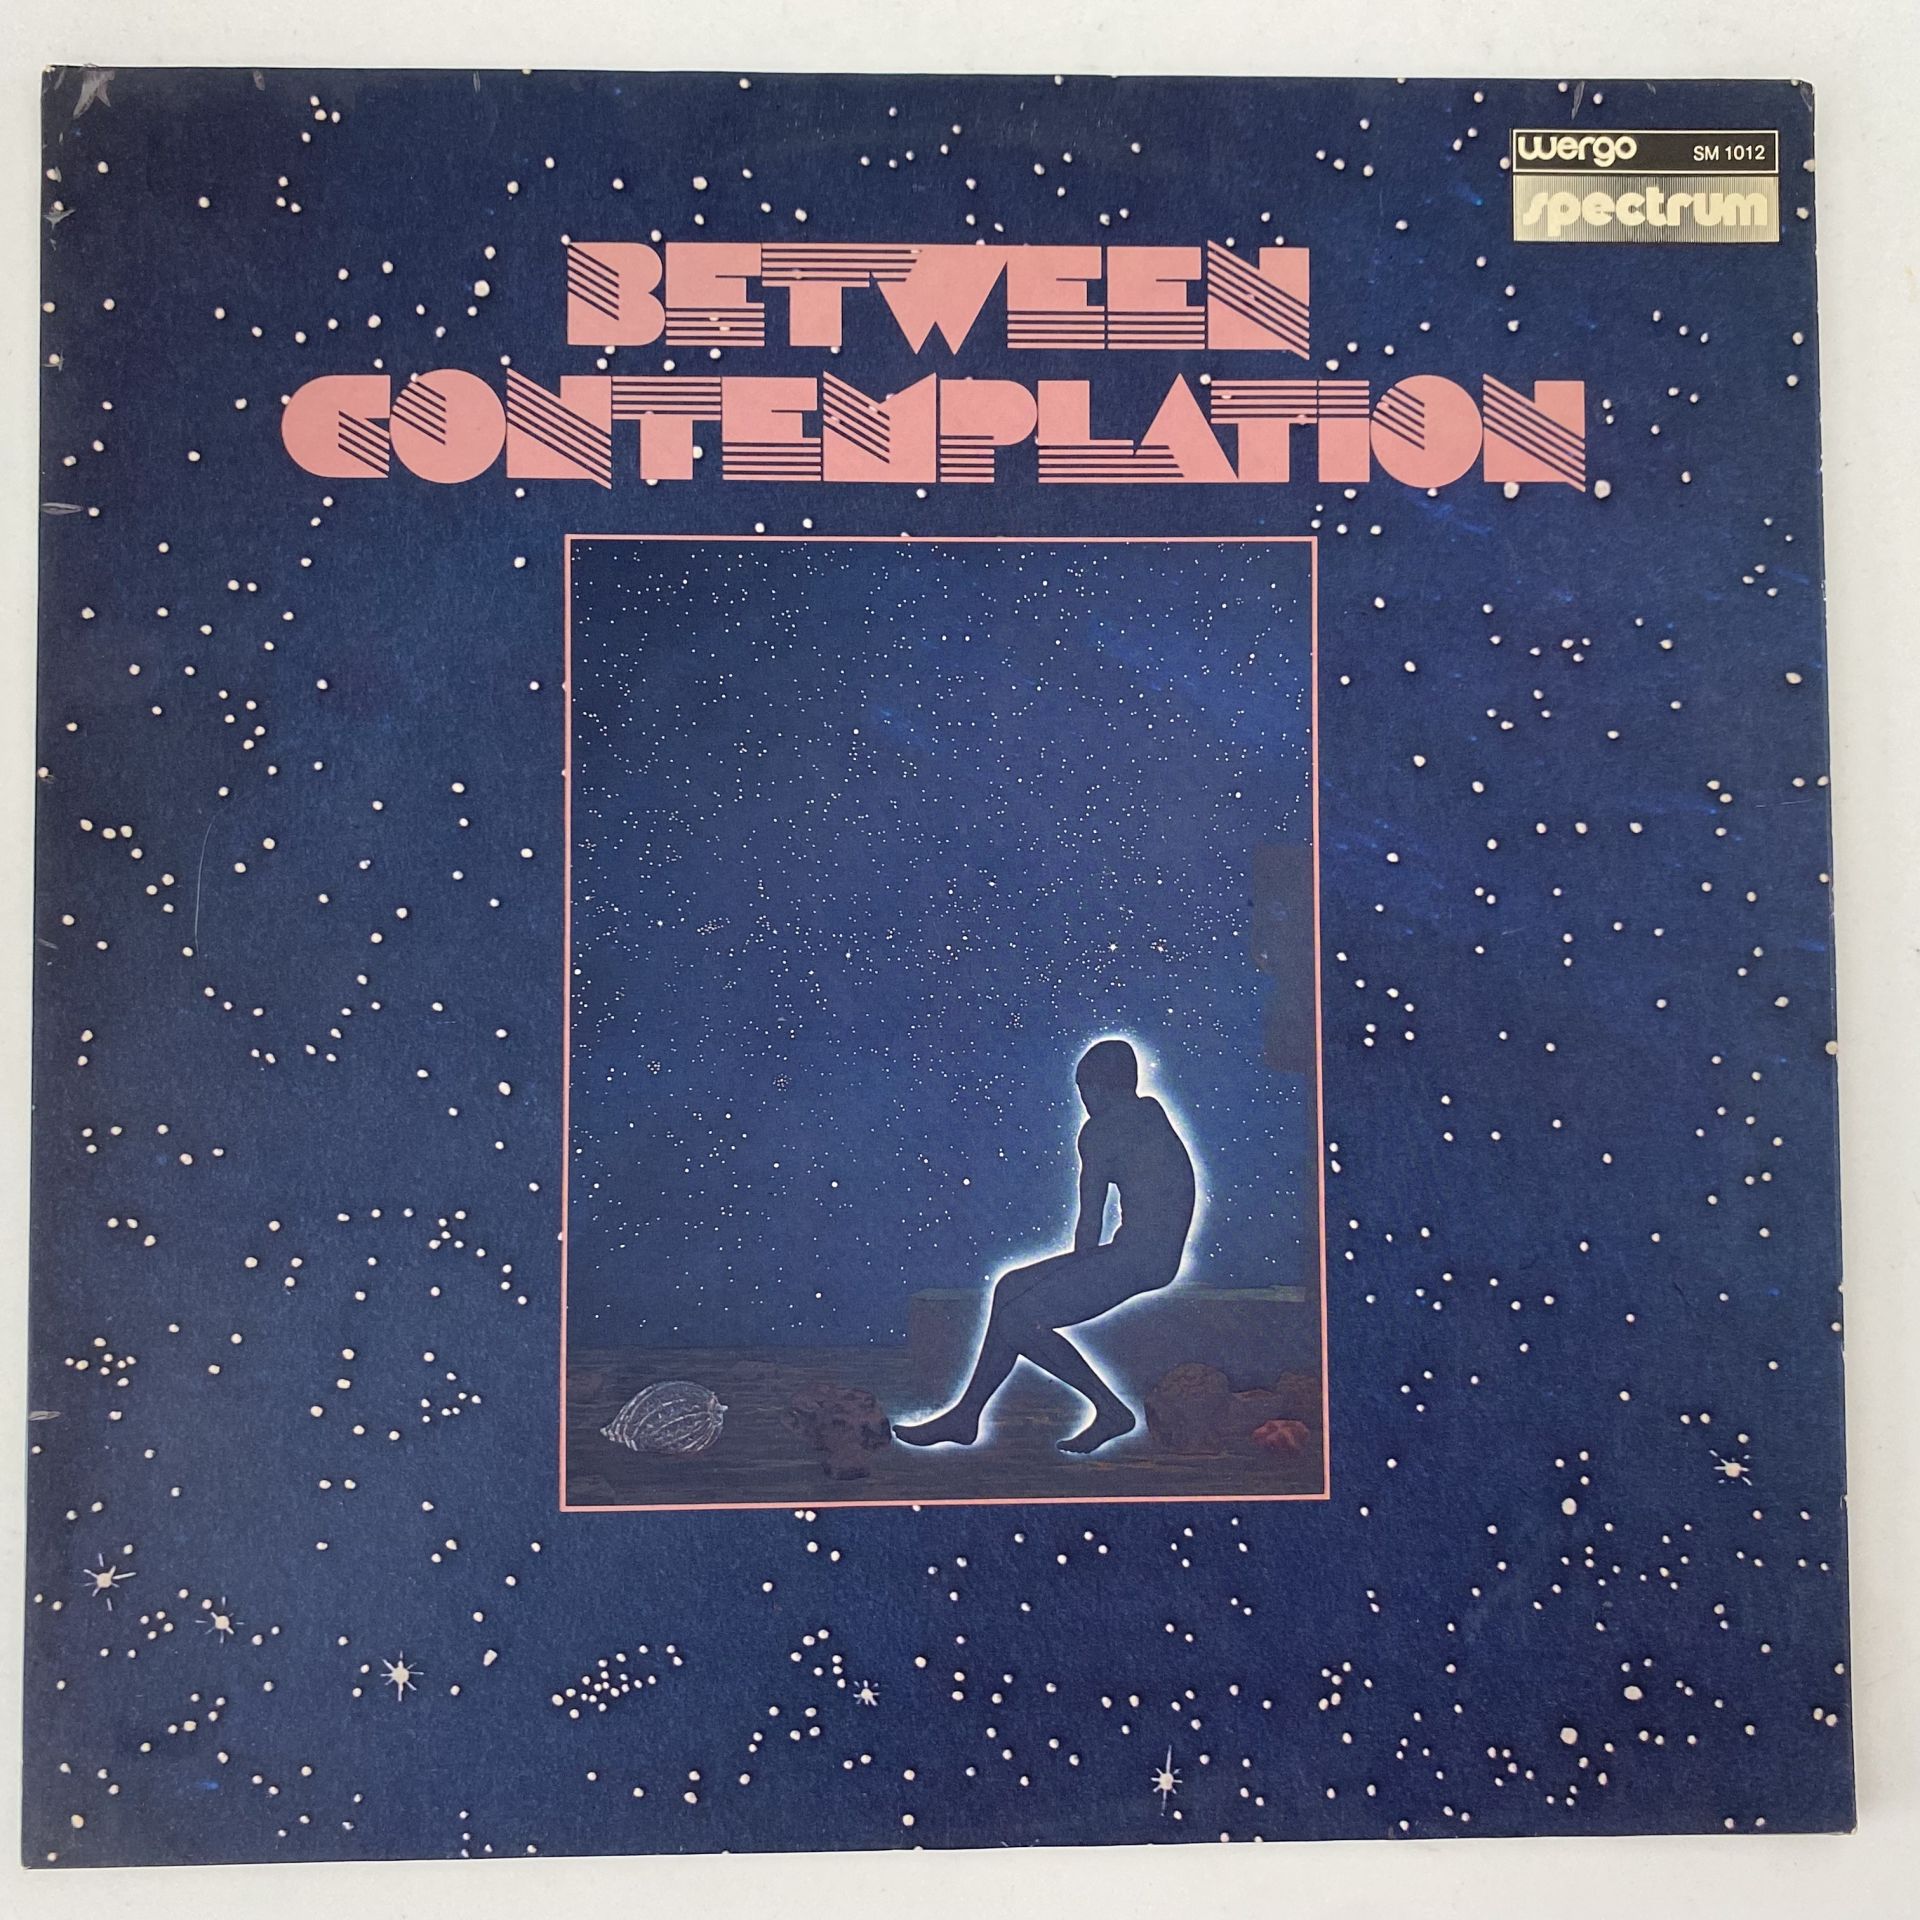 wergo SM 1012
spectrum
BETWEEN
CONTEMPLATION